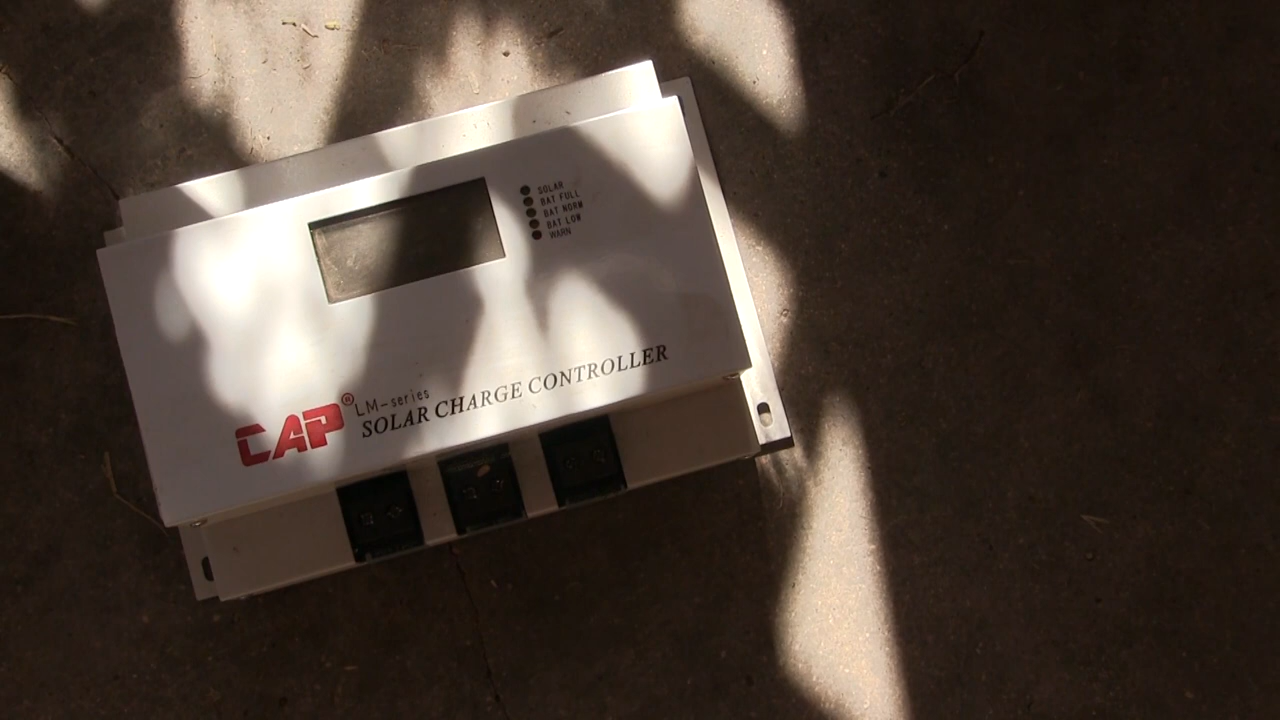 SOLAR
BAT FULL
BAT NORM
BAT LOW
WARN
CAP® LM-series
SOLAR CHARGE CONTROLLER